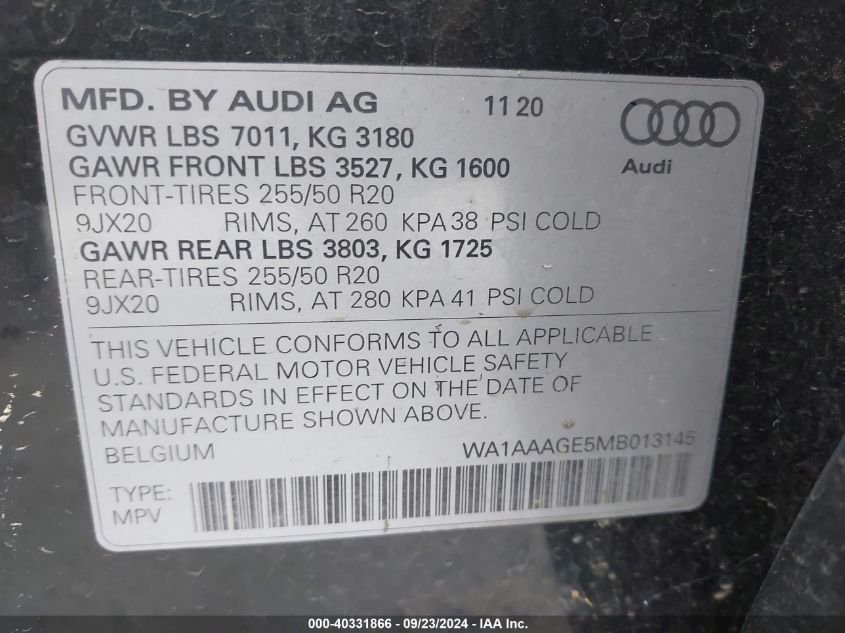 MFD. BY AUDI AG 11 20
GVWR LBS 7011, KG 3180
GAWR FRONT LBS 3527, KG 1600
Audi
FRONT-TIRES 255/50 R20
9JX20 RIMS, AT 260 KPA 38 PSI COLD
GAWR REAR LBS 3803, KG 1725
REAR-TIRES 255/50 R20
9JX20 RIMS, AT 280 KPA 41 PSI COLD
THIS VEHICLE CONFORMS TO ALL APPLICABLE
U.S. FEDERAL MOTOR VEHICLE SAFETY
STANDARDS IN EFFECT ON THE DATE OF
MANUFACTURE SHOWN ABOVE.
BELGIUM WA1AAAGE5MB013145
TYPE:
MPV
000-40331866 - 09/23/2024 - IAA, Inc.